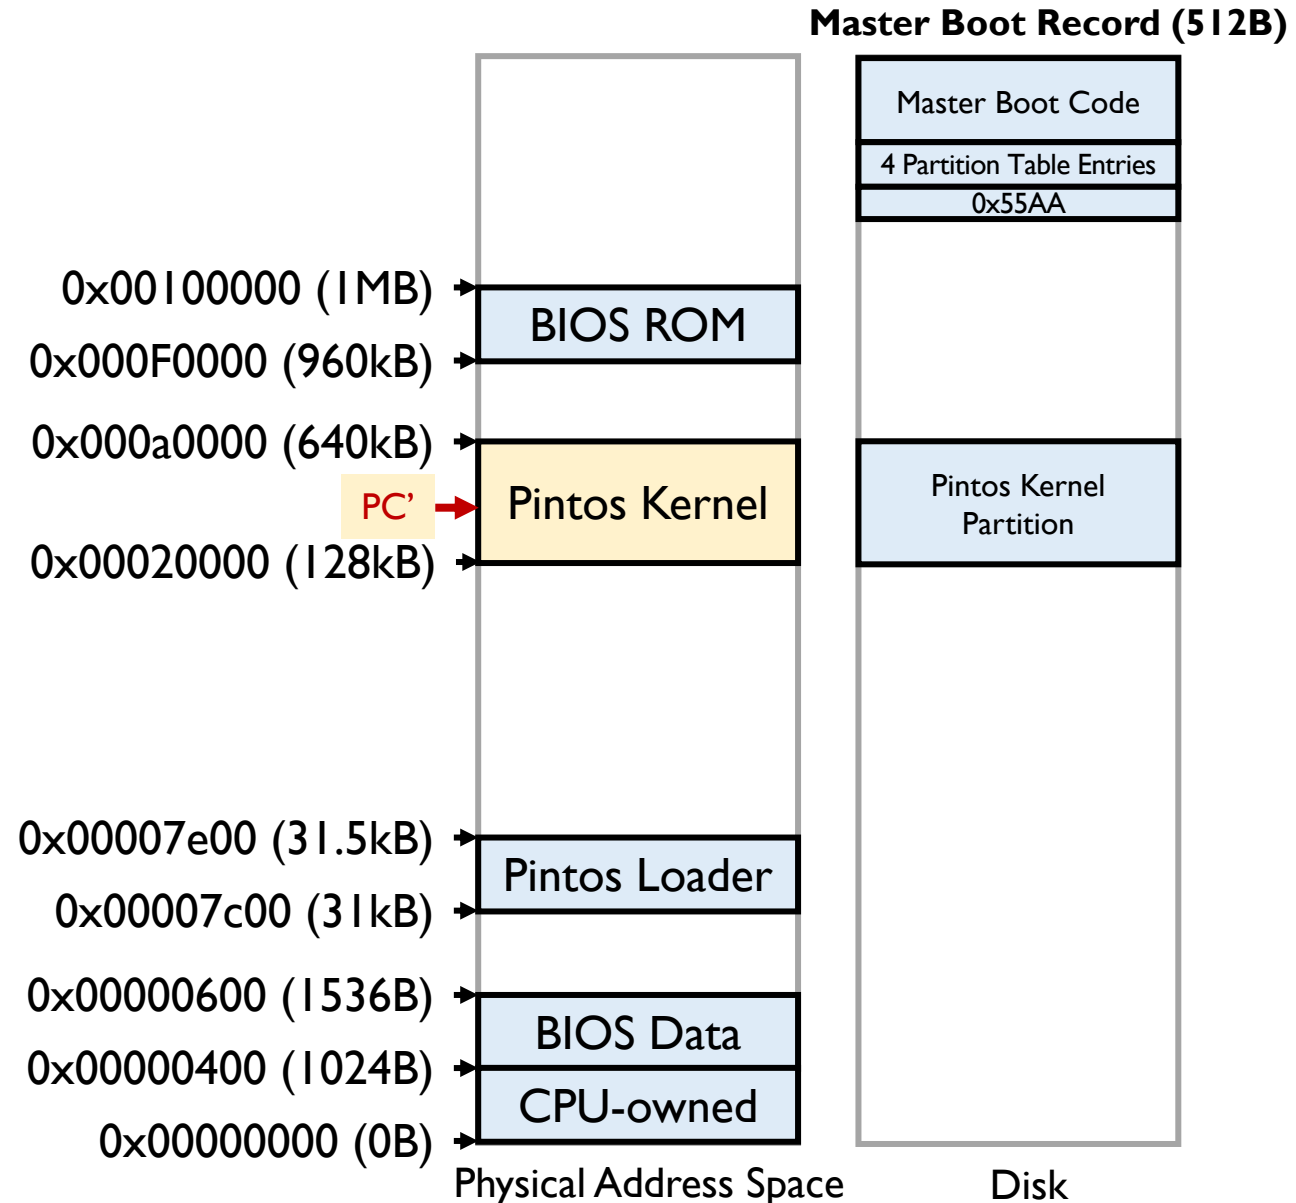 Master Boot Record (512B)
Master Boot Code
4 Partition Table Entries
0x55AA
0x00100000 (1MB)
BIOS ROM
0x000F0000 (960kB)
0x000a0000 (640kB)
PC’
Pintos Kernel
Pintos Kernel
Partition
0x00020000 (128kB)
0x00007e00 (31.5kB)
Pintos Loader
0x00007c00 (31kB)
0x00000600 (1536B)
BIOS Data
0x00000400 (1024B)
CPU-owned
0x00000000 (0B)
Physical Address Space
Disk